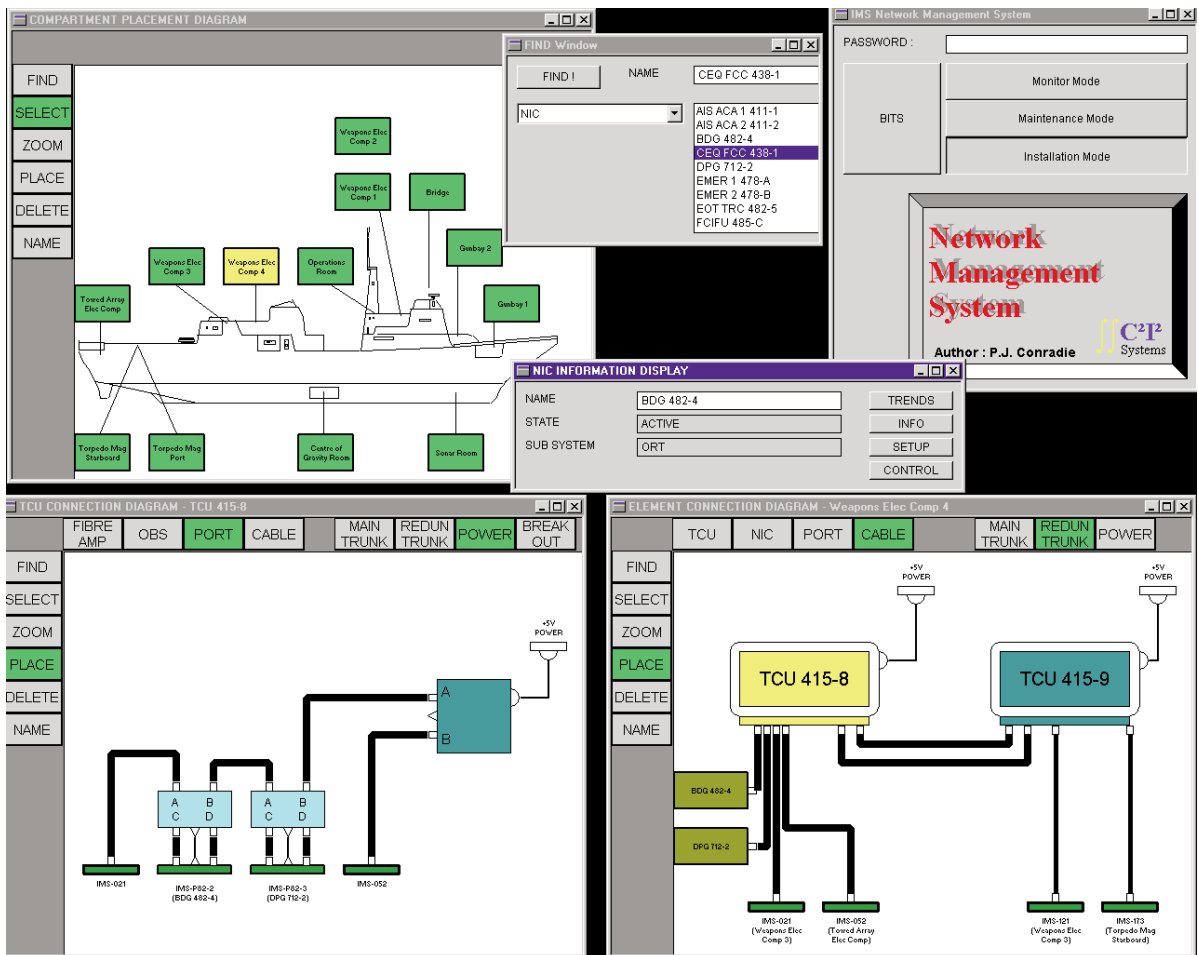 COMPARTMENT PLACEMENT DIAGRAM
FIND
SELECT
ZOOM
PLACE
DELETE
NAME
Weapons Elec
Comp 2
Weapons Elec
Comp 1
Bridge
Gunbay 2
Weapons Elec
Comp 3
Weapons Elec
Comp 4
Operations
Room
Towed Array
Elec Comp
Gunbay 1
Torpedo Mag
Starboard
Torpedo Mag
Port
Centre of
Gravity Room
Sonar Room
FIND Window
FIND !
NAME
CEQ FCC 438-1
NIC
AIS ACA 1 411-1
AIS ACA 2 411-2
BDG 482-4
CEQ FCC 438-1
DPG 712-2
EMER 1 478-A
EMER 2 478-B
EOT TRC 482-5
FCIFU 485-C
IMS Network Management System
PASSWORD :
BITS
Monitor Mode
Maintenance Mode
Installation Mode
Network
Management
System
Author : P.J. Conradie
C²I²
Systems
NIC INFORMATION DISPLAY
NAME
BDG 482-4
TRENDS
STATE
ACTIVE
INFO
SUB SYSTEM
ORT
SETUP
CONTROL
TCU CONNECTION DIAGRAM - TCU 415-8
FIBRE
AMP
OBS
PORT
CABLE
MAIN
TRUNK
REDUN
TRUNK
POWER
BREAK
OUT
FIND
SELECT
ZOOM
PLACE
DELETE
NAME
+5V
POWER
A
B
A B
C D
A B
C D
IMS-021
IMS-P82-2
(BDG 482-4)
IMS-P82-3
(DPG 712-2)
IMS-052
ELEMENT CONNECTION DIAGRAM - Weapons Elec Comp 4
TCU
NIC
PORT
CABLE
MAIN
TRUNK
REDUN
TRUNK
POWER
FIND
SELECT
ZOOM
PLACE
DELETE
NAME
+5V
POWER
+5V
POWER
TCU 415-8
TCU 415-9
BDG 482-4
DPG 712-2
IMS-021
(Weapons Elec
Comp 3)
IMS-052
(Towed Array
Elec Comp)
IMS-121
(Weapons Elec
Comp 3)
IMS-173
(Torpedo Mag
Starboard)